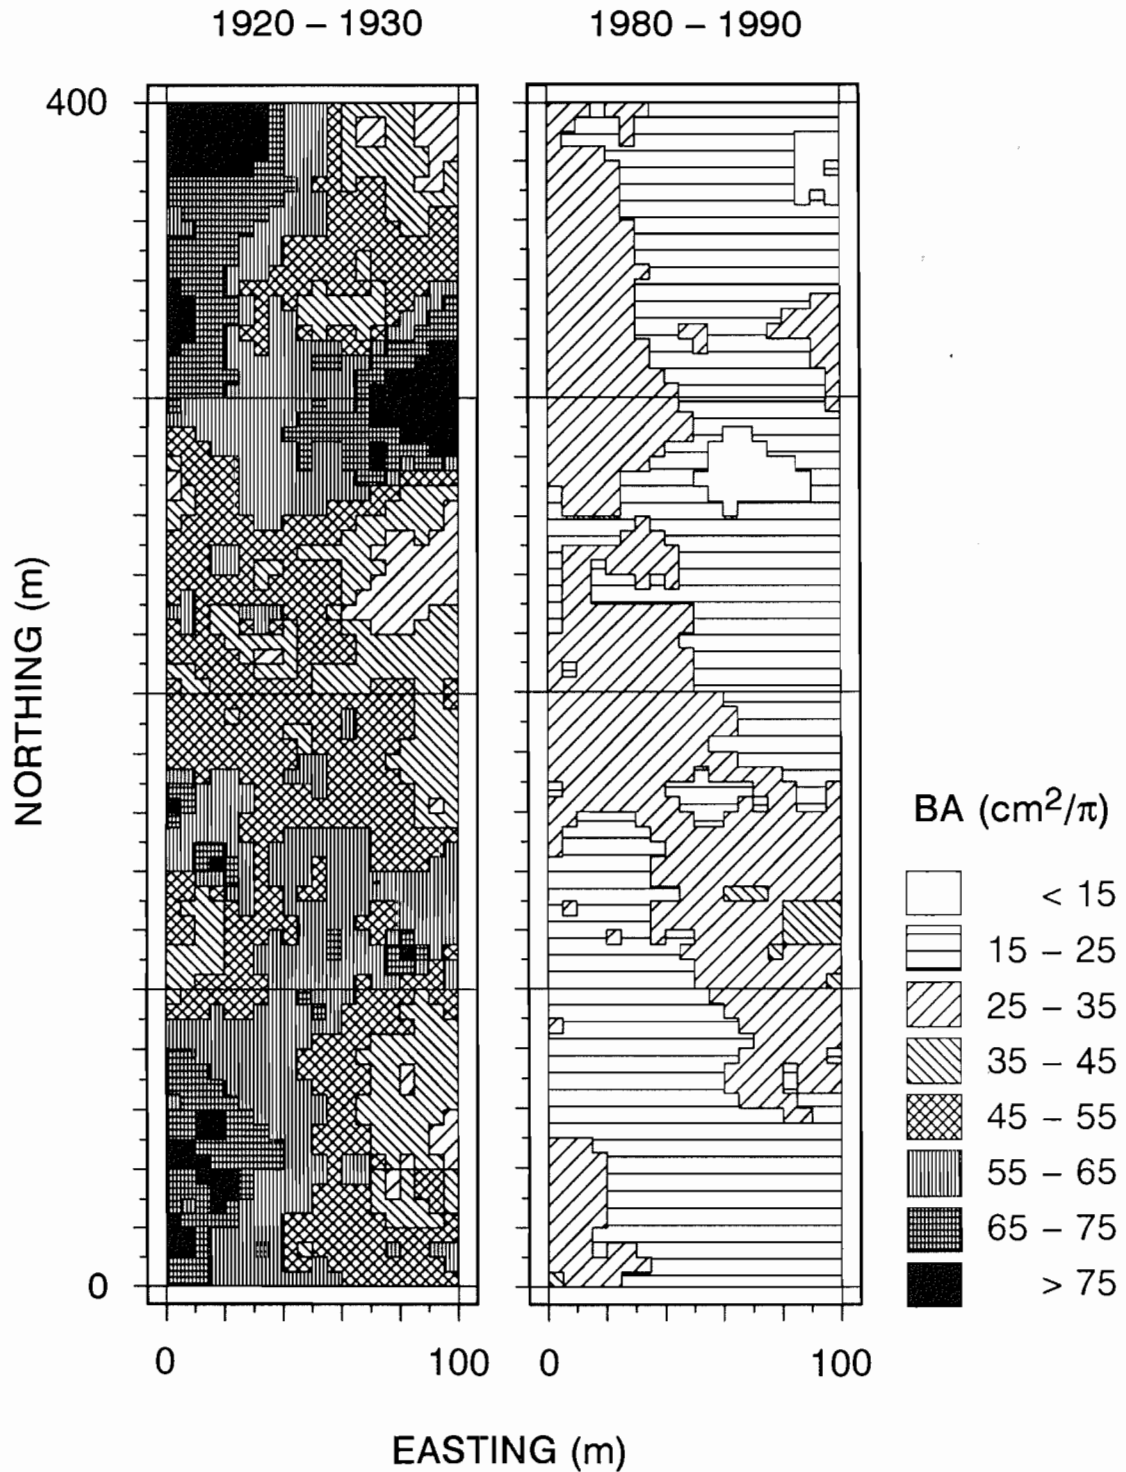 1920 – 1930
1980 – 1990
400
NORTHING (m)
0
0
100
0
100
EASTING (m)
BA (cm²/π)
< 15
15 – 25
25 – 35
35 – 45
45 – 55
55 – 65
65 – 75
> 75